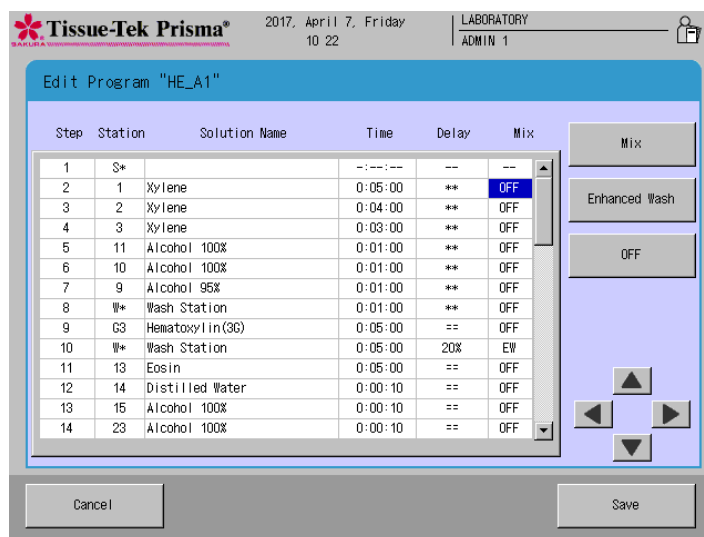 Tissue-Tek Prisma®
SAKURA
2017, April 7, Friday
10 22
LABORATORY
ADMIN 1
Edit Program "HE_A1"
Step Station Solution Name Time Delay Mix
1 S* -:--:-- -- --
2 1 Xylene 0:05:00 ** OFF
3 2 Xylene 0:04:00 ** OFF
4 3 Xylene 0:03:00 ** OFF
5 11 Alcohol 100% 0:01:00 ** OFF
6 10 Alcohol 100% 0:01:00 ** OFF
7 9 Alcohol 95% 0:01:00 ** OFF
8 W* Wash Station 0:01:00 ** OFF
9 G3 Hematoxylin(3G) 0:05:00 == OFF
10 W* Wash Station 0:05:00 20% EW
11 13 Eosin 0:05:00 == OFF
12 14 Distilled Water 0:00:10 == OFF
13 15 Alcohol 100% 0:00:10 == OFF
14 23 Alcohol 100% 0:00:10 == OFF
Mix
Enhanced Wash
OFF
Cancel
Save